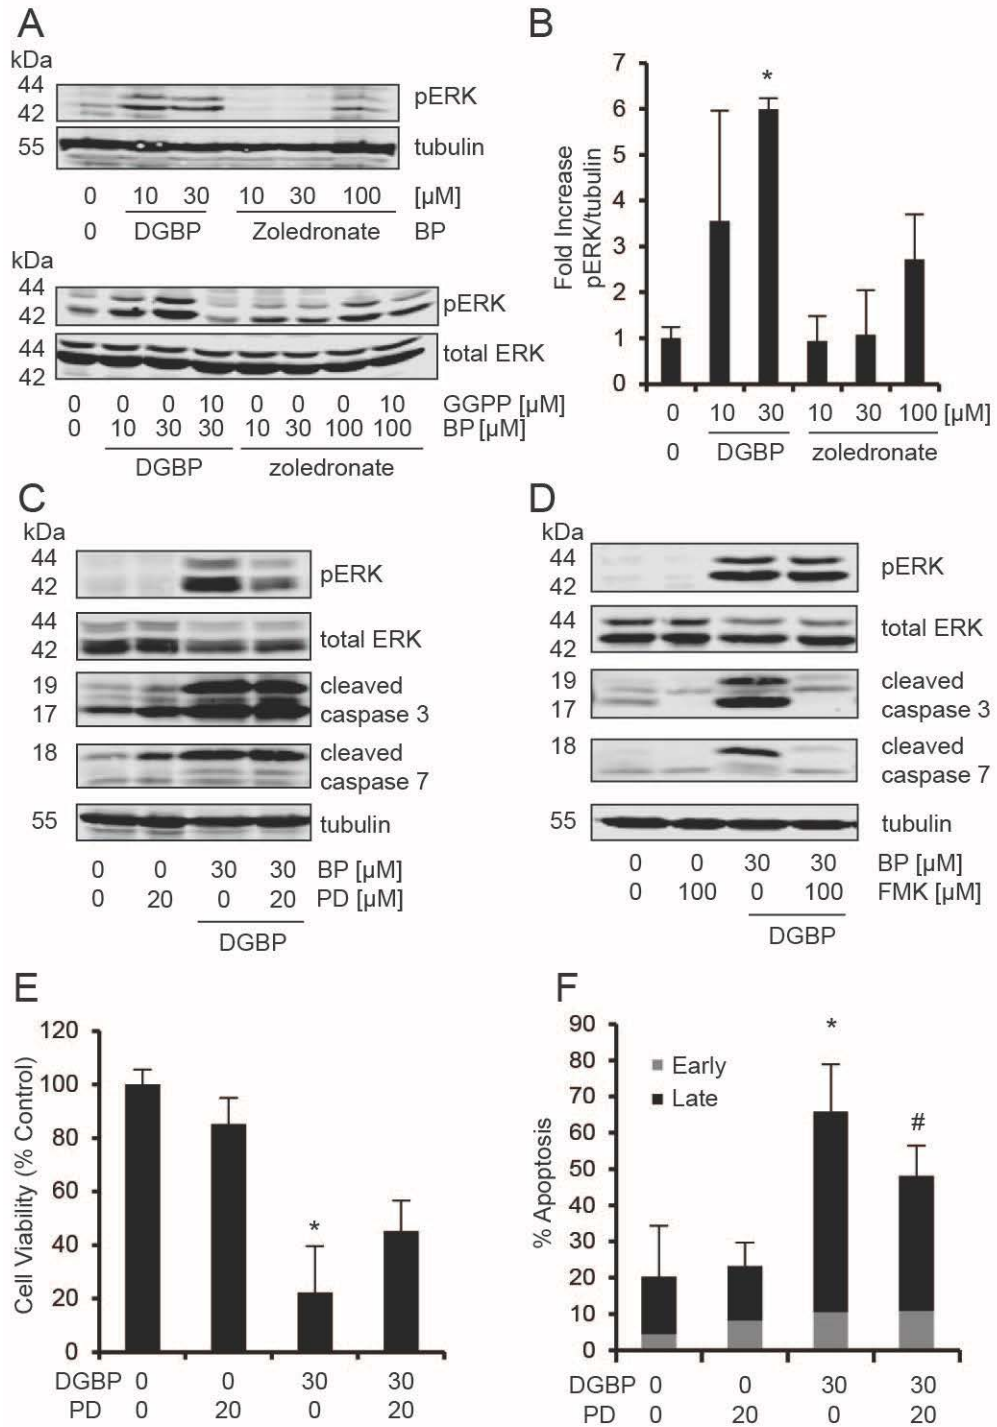 A
kDa
44
42
pERK
55
tubulin
0 10 30 10 30 100 [µM]
0 DGBP Zoledronate BP
kDa
44
42
pERK
44
42
total ERK
0 0 0 10 0 0 0 10 GGPP [µM]
0 10 30 30 10 30 100 100 BP [µM]
DGBP zoledronate
B
7
6
5
4
3
2
1
0
Fold Increase
pERK/tubulin
*
0 10 30 10 30 100 [µM]
0 DGBP zoledronate
C
kDa
44
42
pERK
44
42
total ERK
19
17
cleaved
caspase 3
18
cleaved
caspase 7
55
tubulin
0 0 30 30 BP [µM]
0 20 0 20 PD [µM]
DGBP
D
kDa
44
42
pERK
44
42
total ERK
19
17
cleaved
caspase 3
18
cleaved
caspase 7
55
tubulin
0 0 30 30 BP [µM]
0 100 0 100 FMK [µM]
DGBP
E
120
100
80
60
40
20
0
Cell Viability (% Control)
*
DGBP 0 0 30 30
PD 0 20 0 20
F
90
80
70
60
50
40
30
20
10
0
% Apoptosis
Early
Late
*
#
DGBP 0 0 30 30
PD 0 20 0 20